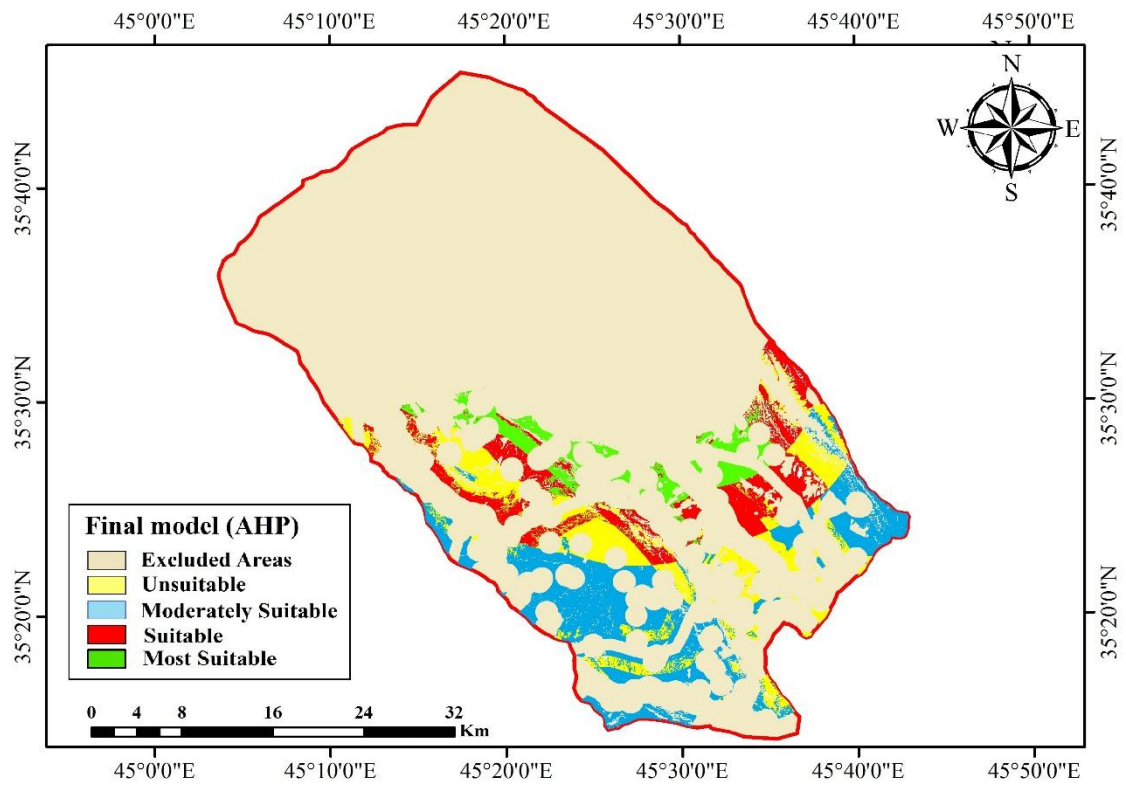 45°0'0"E 45°10'0"E 45°20'0"E 45°30'0"E 45°40'0"E 45°50'0"E
N
W E
S
35°40'0"N 35°40'0"N
35°30'0"N 35°30'0"N
35°20'0"N 35°20'0"N
Final model (AHP)
Excluded Areas
Unsuitable
Moderately Suitable
Suitable
Most Suitable
0 4 8 16 24 32
Km
45°0'0"E 45°10'0"E 45°20'0"E 45°30'0"E 45°40'0"E 45°50'0"E